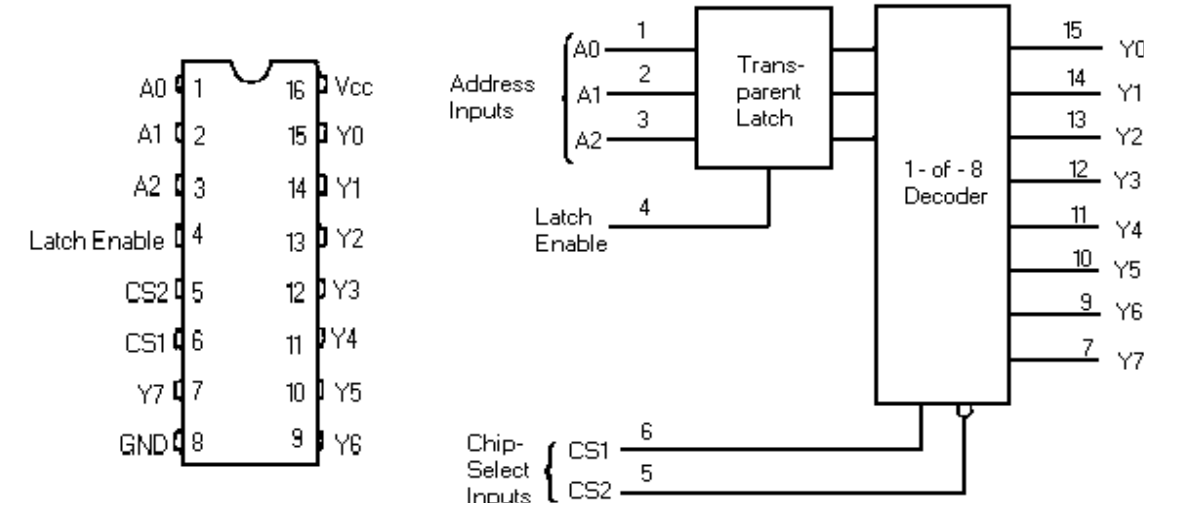 A0 1 16 Vcc
A1 2 15 Y0
A2 3 14 Y1
Latch Enable 4 13 Y2
CS2 5 12 Y3
CS1 6 11 Y4
Y7 7 10 Y5
GND 8 9 Y6
Address
Inputs
A0 1
A1 2
A2 3
Trans-
parent
Latch
Latch
Enable
4
1 - of - 8
Decoder
15 Y0
14 Y1
13 Y2
12 Y3
11 Y4
10 Y5
9 Y6
7 Y7
Chip-
Select
Inputs
CS1 6
CS2 5